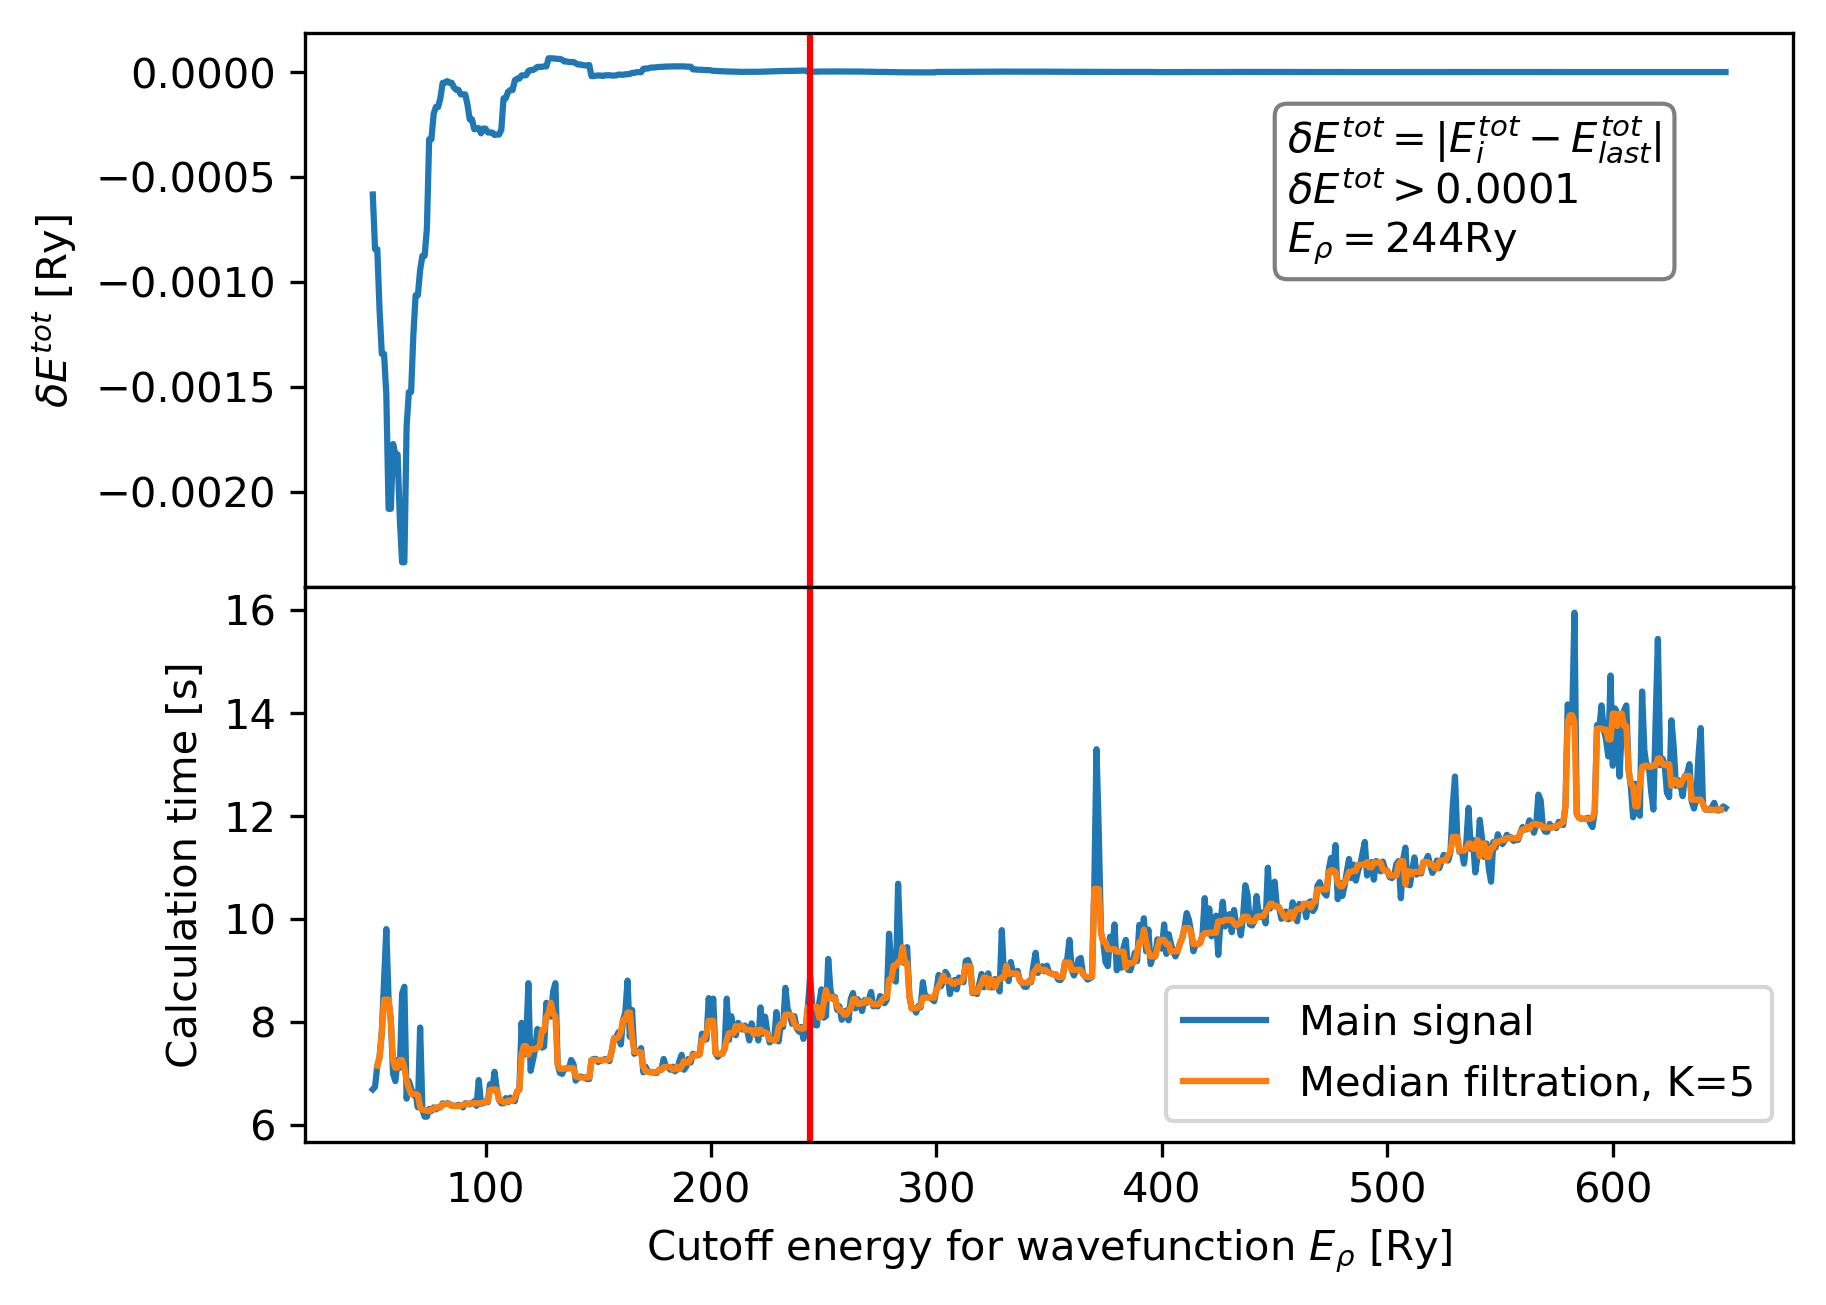 0.0000
−0.0005
−0.0010
−0.0015
−0.0020
δE^{tot} [Ry]
δE^{tot} = |E_i^{tot} − E_{last}^{tot}|
δE^{tot} > 0.0001
E_ρ = 244Ry
16
14
12
10
8
6
Calculation time [s]
Main signal
Median filtration, K=5
100 200 300 400 500 600
Cutoff energy for wavefunction E_ρ [Ry]